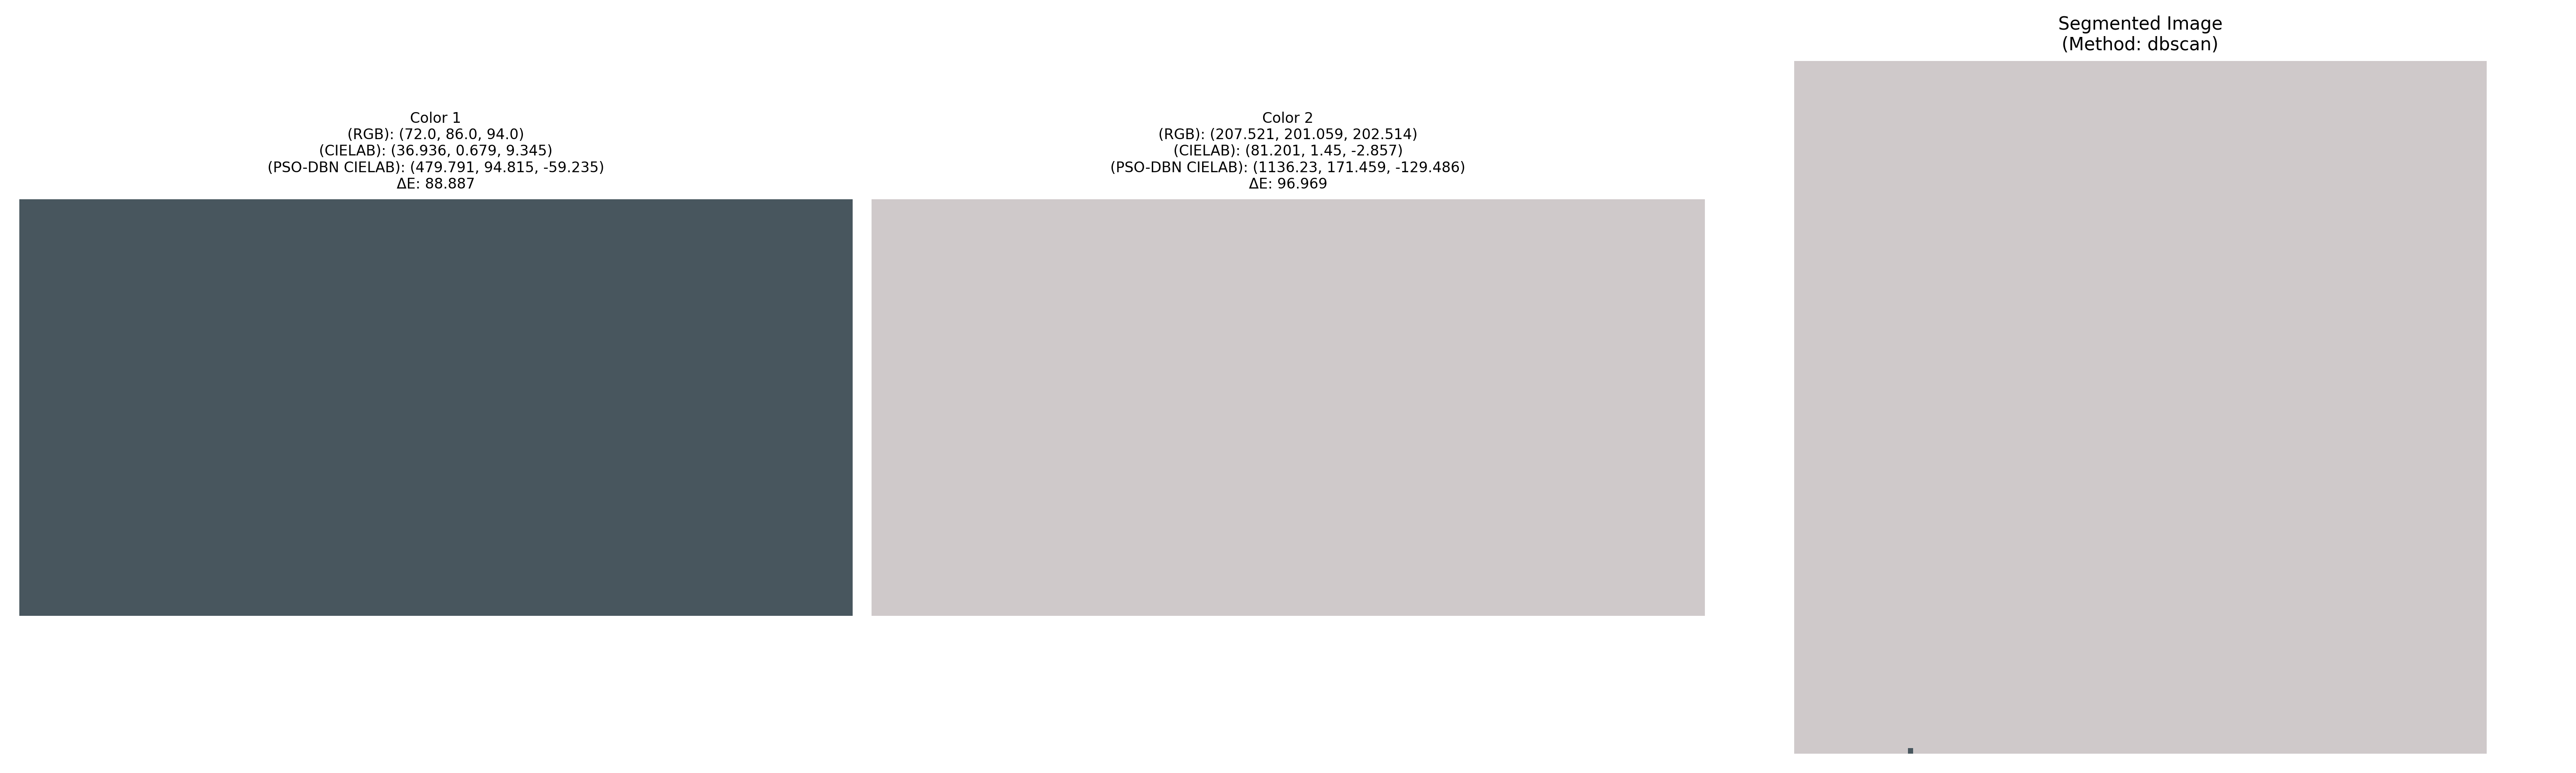 Color 1
(RGB): (72.0, 86.0, 94.0)
(CIELAB): (36.936, 0.679, 9.345)
(PSO-DBN CIELAB): (479.791, 94.815, -59.235)
ΔE: 88.887
Color 2
(RGB): (207.521, 201.059, 202.514)
(CIELAB): (81.201, 1.45, -2.857)
(PSO-DBN CIELAB): (1136.23, 171.459, -129.486)
ΔE: 96.969
Segmented Image
(Method: dbscan)